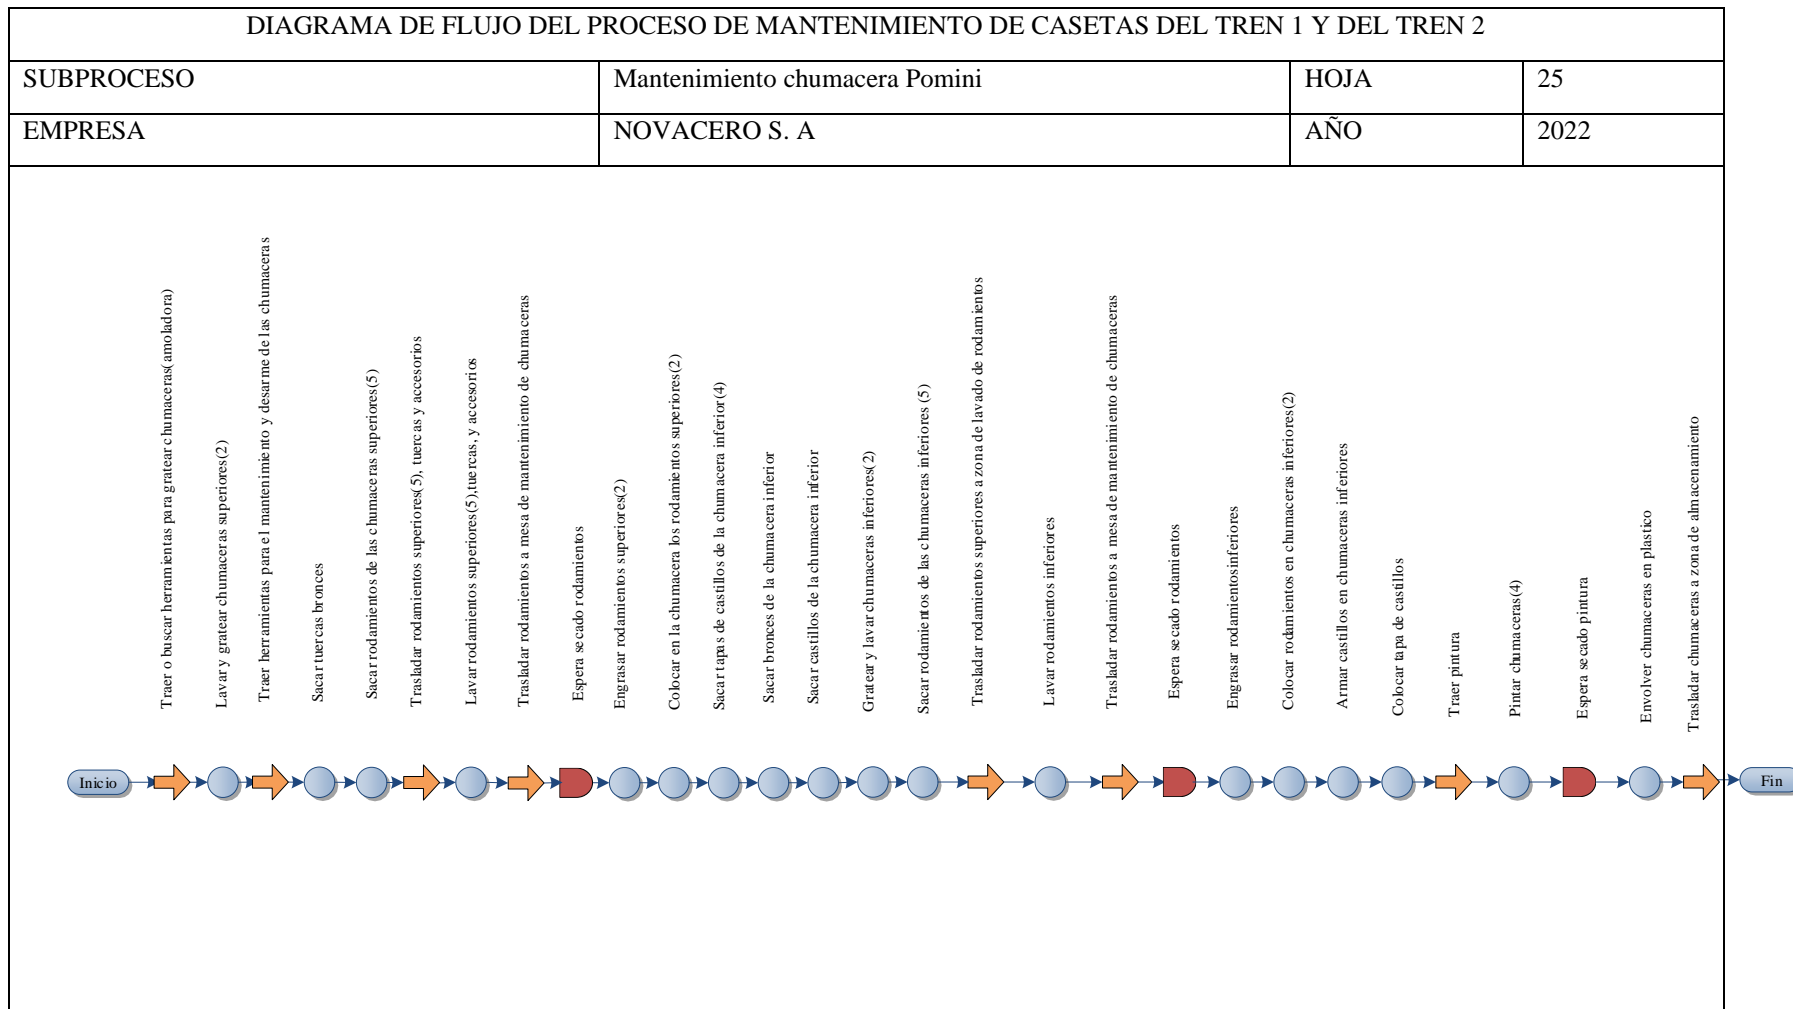 DIAGRAMA DE FLUJO DEL PROCESO DE MANTENIMIENTO DE CASETAS DEL TREN 1 Y DEL TREN 2
SUBPROCESO
Mantenimiento chumacera Pomini
HOJA
25
EMPRESA
NOVACERO S. A
AÑO
2022
Traer o buscar herramientas para gratear chumaceras(amoladora)
Lavar y gratear chumaceras superiores(2)
Traer herramientas para el mantenimiento y desarme de las chumaceras
Sacar tuercas bronces
Sacar rodamientos de las chumaceras superiores(5)
Trasladar rodamientos superiores(5), tuercas y accesorios
Lavar rodamientos superiores(5),tuercas, y accesorios
Trasladar rodamientos a mesa de mantenimiento de chumaceras
Espera secado rodamientos
Engrasar rodamientos superiores(2)
Colocar en la chumacera los rodamientos superiores(2)
Sacar tapas de castillos de la chumacera inferior(4)
Sacar bronces de la chumacera inferior
Sacar castillos de la chumacera inferior
Gratear y lavar chumaceras inferiores(2)
Sacar rodamientos de las chumaceras inferiores (5)
Trasladar rodamientos superiores a zona de lavado de rodamientos
Lavar rodamientos inferiores
Trasladar rodamientos a mesa de mantenimiento de chumaceras
Espera secado rodamientos
Engrasar rodamientosinferiores
Colocar rodamientos en chumaceras inferiores(2)
Armar castillos en chumaceras inferiores
Colocar tapa de castillos
Traer pintura
Pintar chumaceras(4)
Espera secado pintura
Envolver chumaceras en plastico
Trasladar chumaceras a zona de almacenamiento
Inicio
Fin